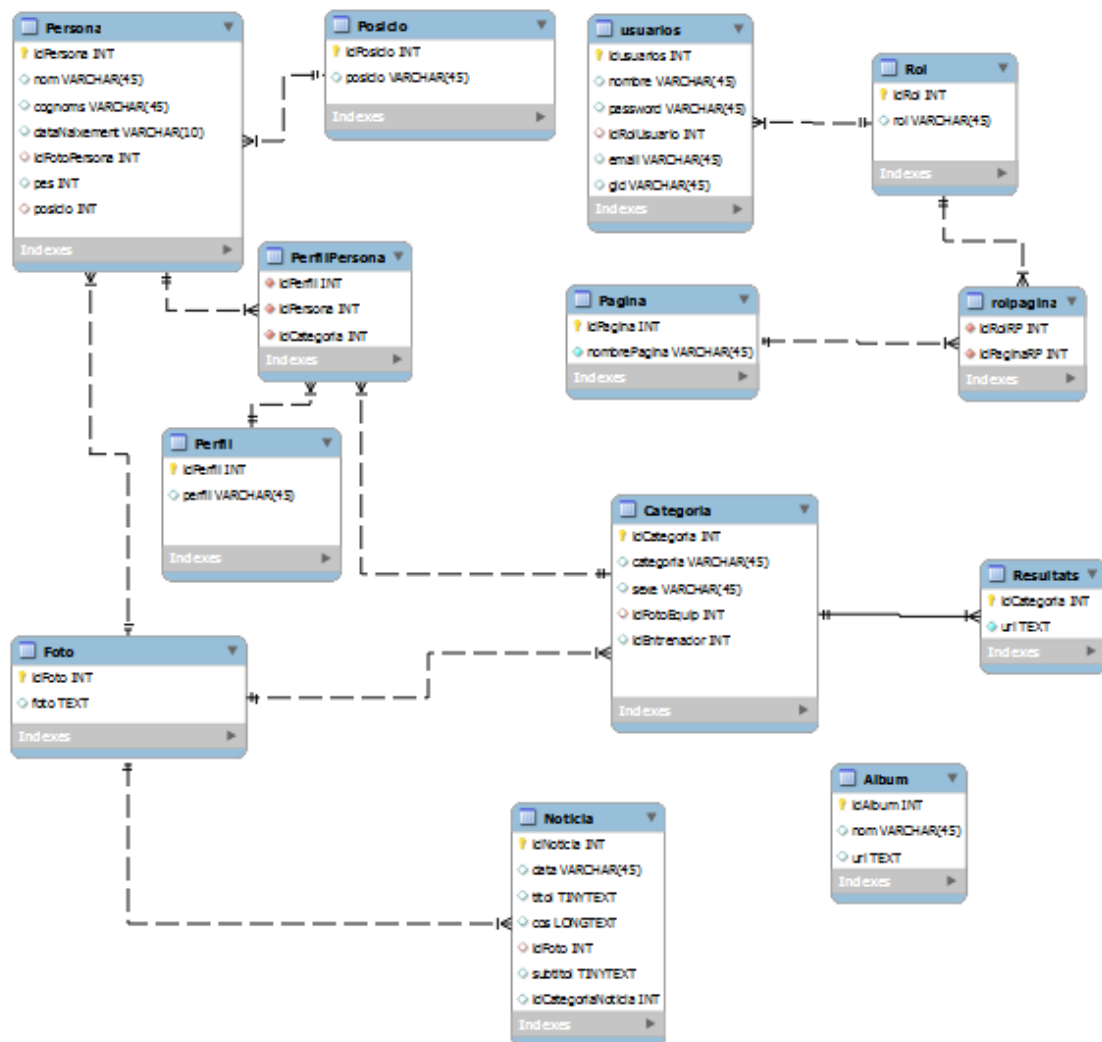 Persona
idPersona INT
nom VARCHAR(45)
cognoms VARCHAR(45)
dataNaixement VARCHAR(10)
idFotoPersona INT
pes INT
posicio INT
Indexes
Posicio
idPosicio INT
posicio VARCHAR(45)
Indexes
usuarios
idusuarios INT
nombre VARCHAR(45)
password VARCHAR(45)
idRolUsuario INT
email VARCHAR(45)
gid VARCHAR(45)
Indexes
Rol
idRol INT
rol VARCHAR(45)
Indexes
PerfilPersona
idPerfil INT
idPersona INT
idCategoria INT
Indexes
Pagina
idPagina INT
nombrePagina VARCHAR(45)
Indexes
rolpagina
idRolRP INT
idPaginaRP INT
Indexes
Perfil
idPerfil INT
perfil VARCHAR(45)
Indexes
Categoria
idCategoria INT
categoria VARCHAR(45)
sexe VARCHAR(45)
idFotoEquip INT
idEntrenador INT
Indexes
Resultats
idCategoria INT
url TEXT
Indexes
Foto
idFoto INT
foto TEXT
Indexes
Noticia
idNoticia INT
data VARCHAR(45)
titol TINYTEXT
cos LONGTEXT
idFoto INT
subtitol TINYTEXT
idCategoriaNoticia INT
Indexes
Album
idAlbum INT
nom VARCHAR(45)
url TEXT
Indexes